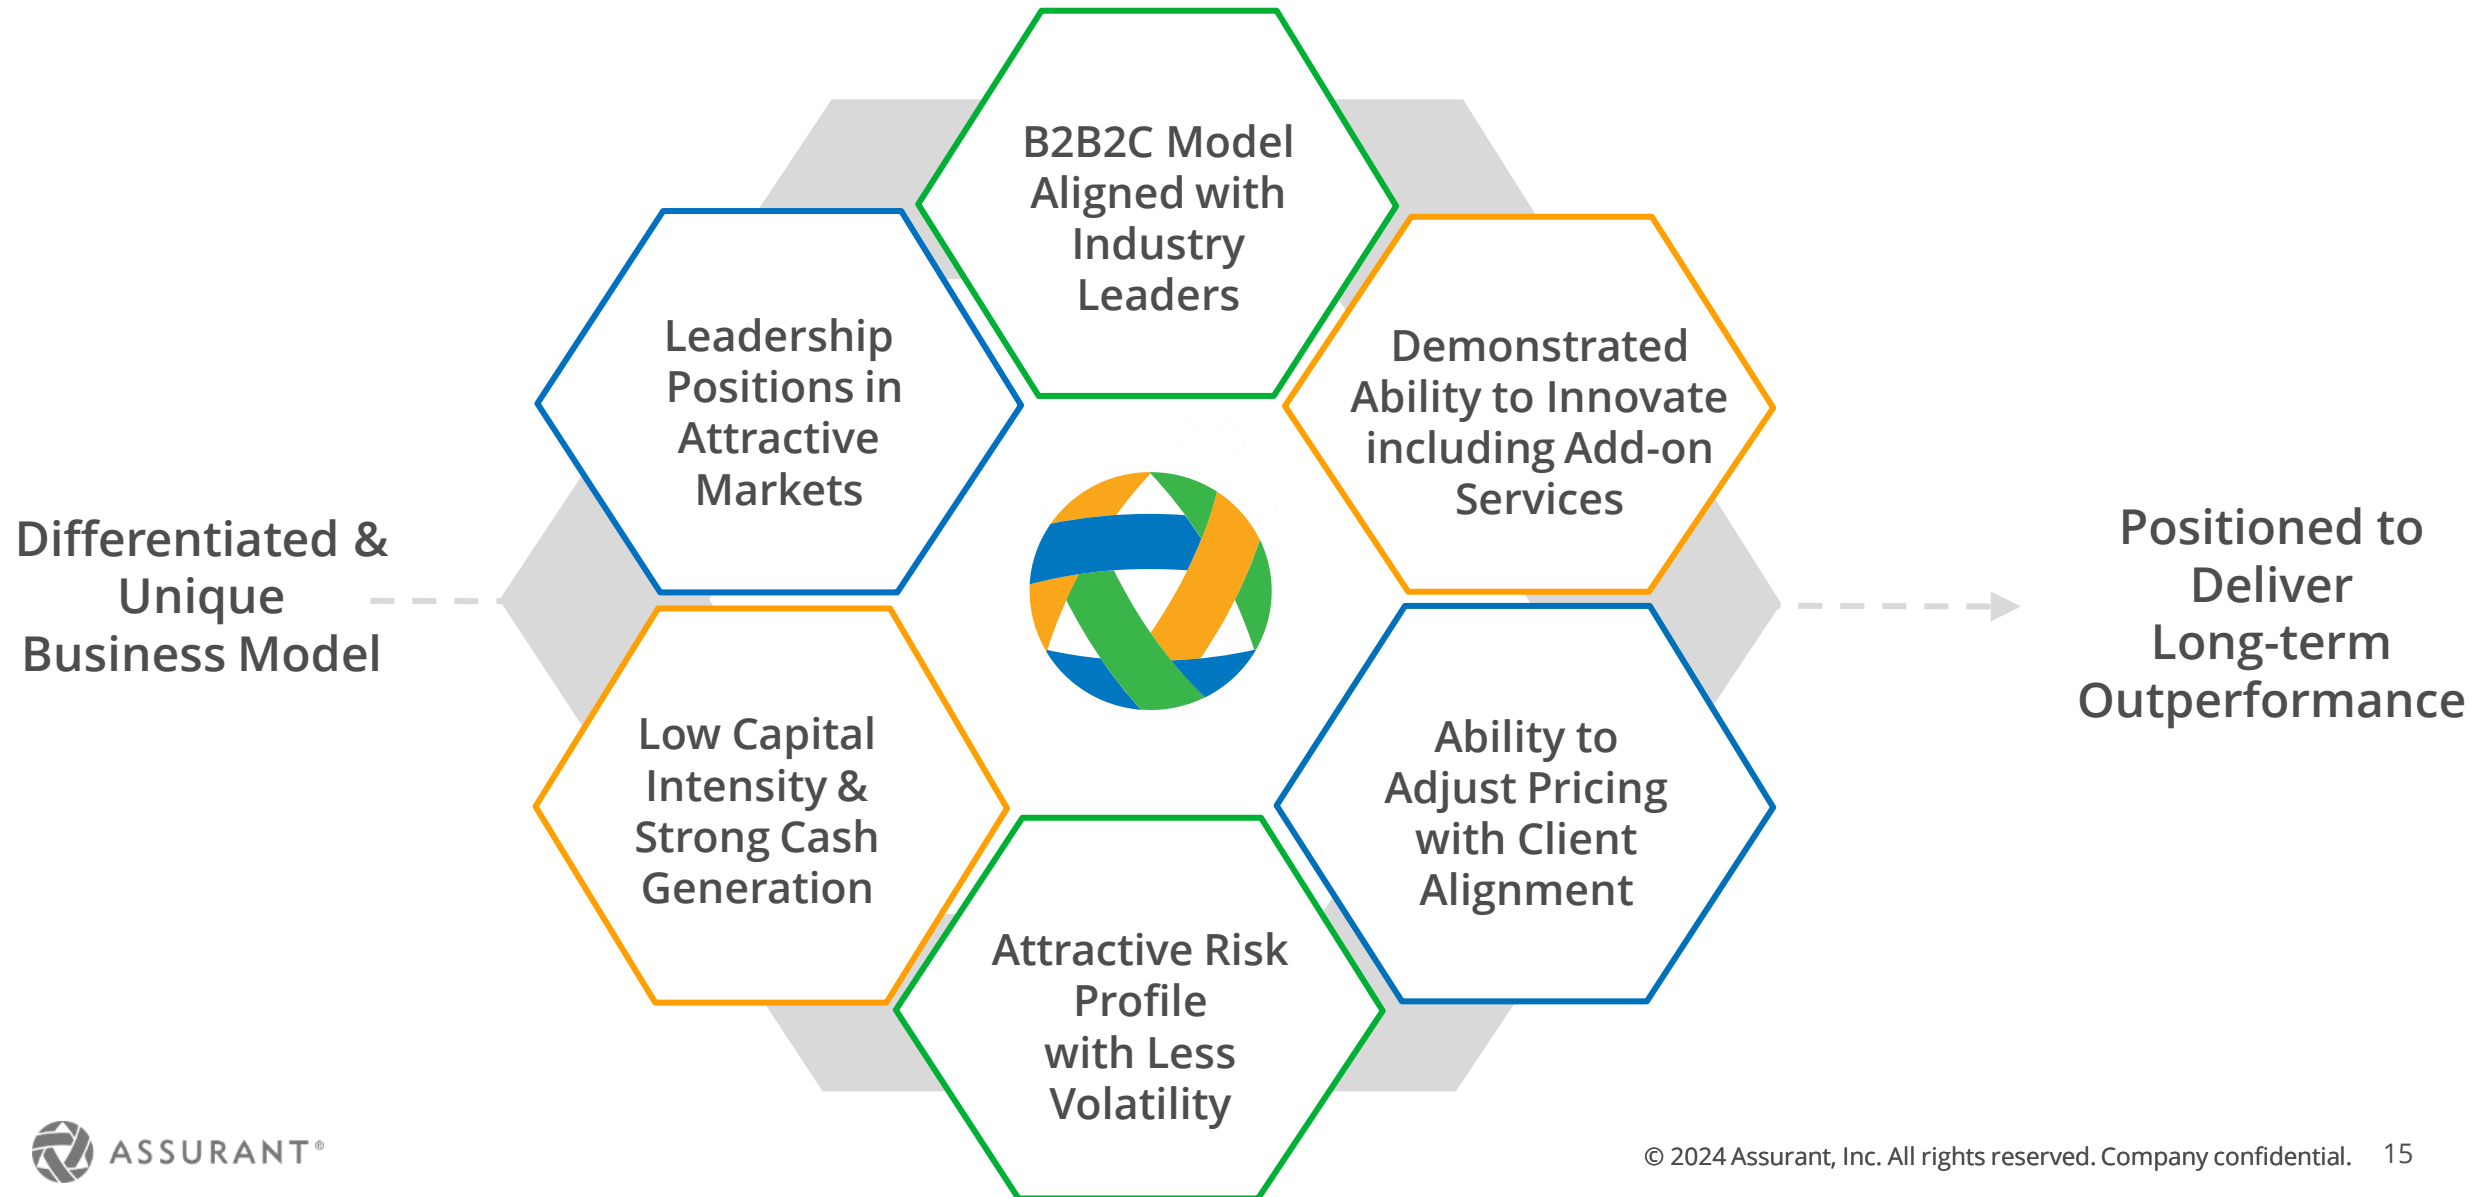 B2B2C Model
Aligned with
Industry
Leaders
Leadership
Positions in
Attractive
Markets
Demonstrated
Ability to Innovate
including Add-on
Services
Differentiated &
Unique
Business Model
Positioned to
Deliver
Long-term
Outperformance
Low Capital
Intensity &
Strong Cash
Generation
Ability to
Adjust Pricing
with Client
Alignment
Attractive Risk
Profile
with Less
Volatility
ASSURANT®
© 2024 Assurant, Inc. All rights reserved. Company confidential.
15